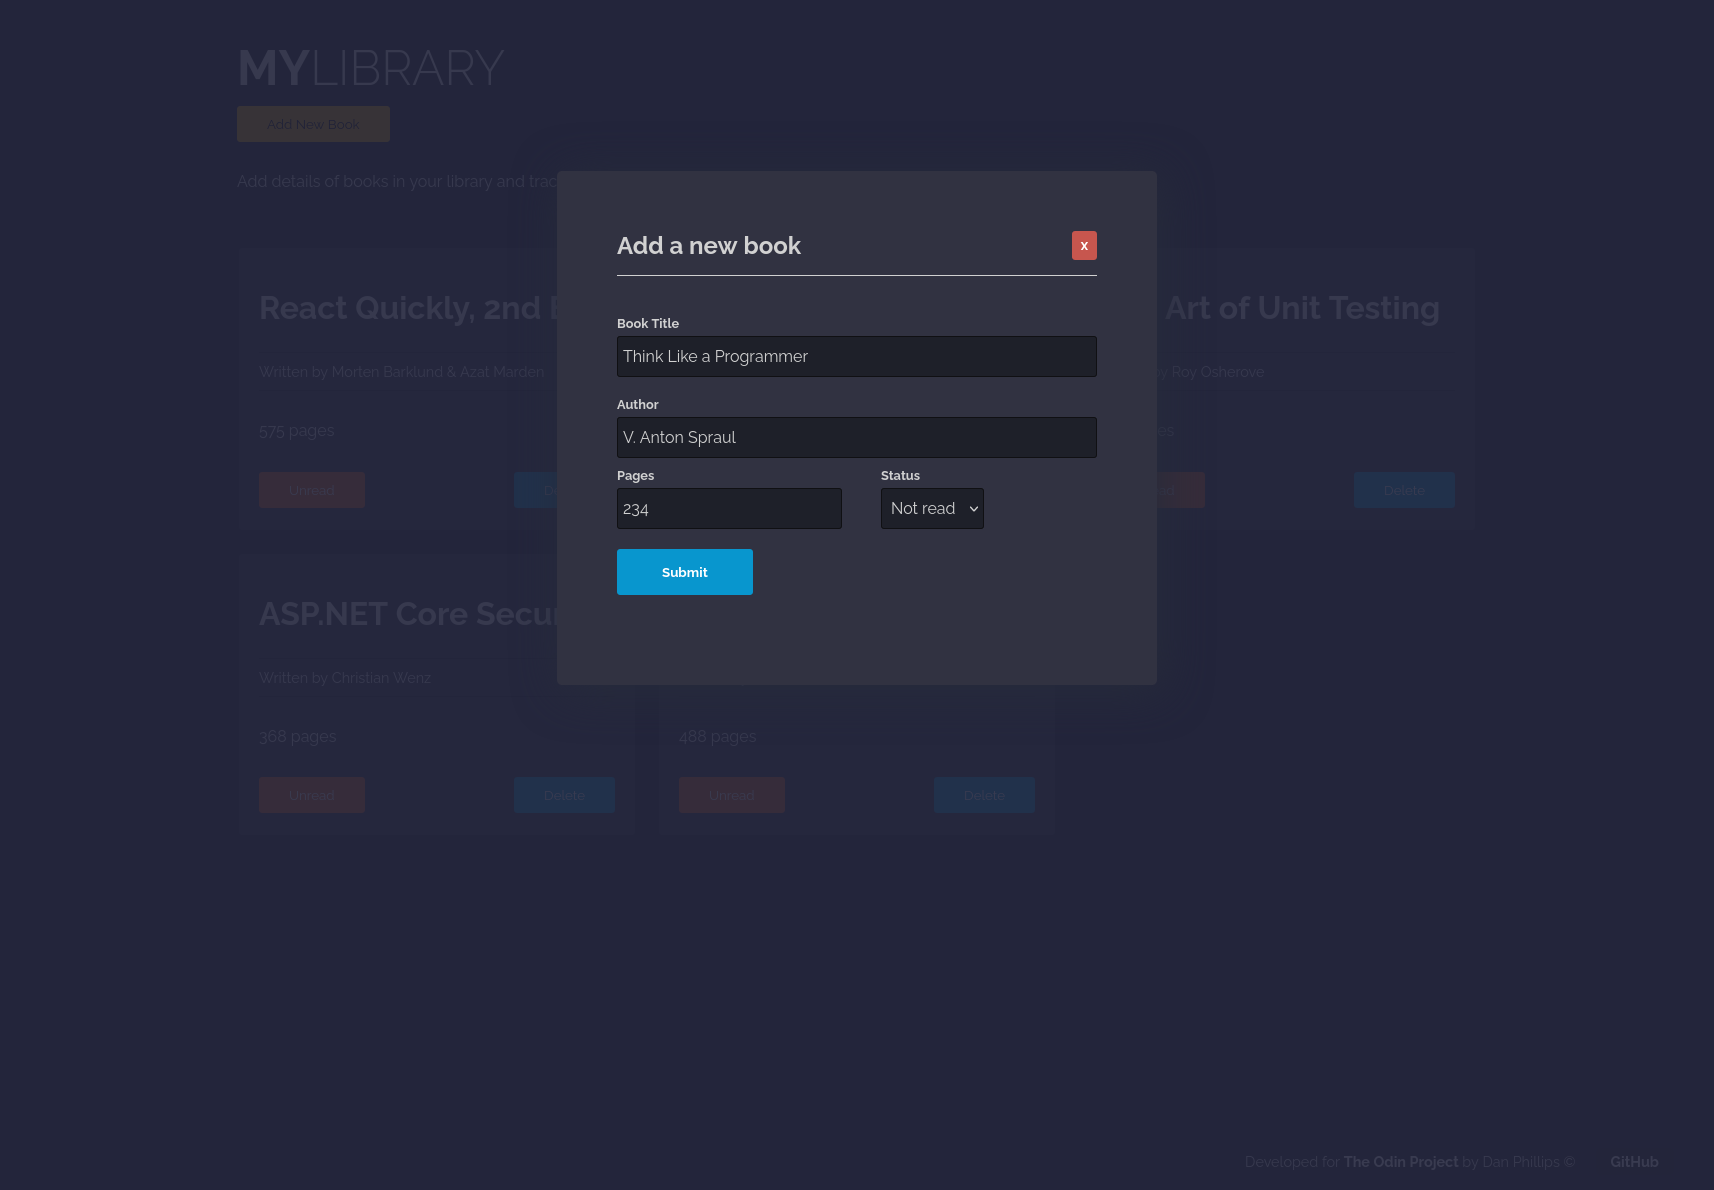 MYLIBRARY
Add New Book
Add details of books in your library and trac
Add a new book
x
Book Title
Think Like a Programmer
Author
V. Anton Spraul
Pages
Status
234
Not read
Submit
React Quickly, 2nd
Written by Morten Barklund & Azat Marden
575 pages
Unread
Art of Unit Testing
Roy Osherove
Delete
ASP.NET Core
Written by Christian Wenz
368 pages
Unread
Delete
488 pages
Unread
Delete
Developed for The Odin Project by Dan Phillips ©
GitHub